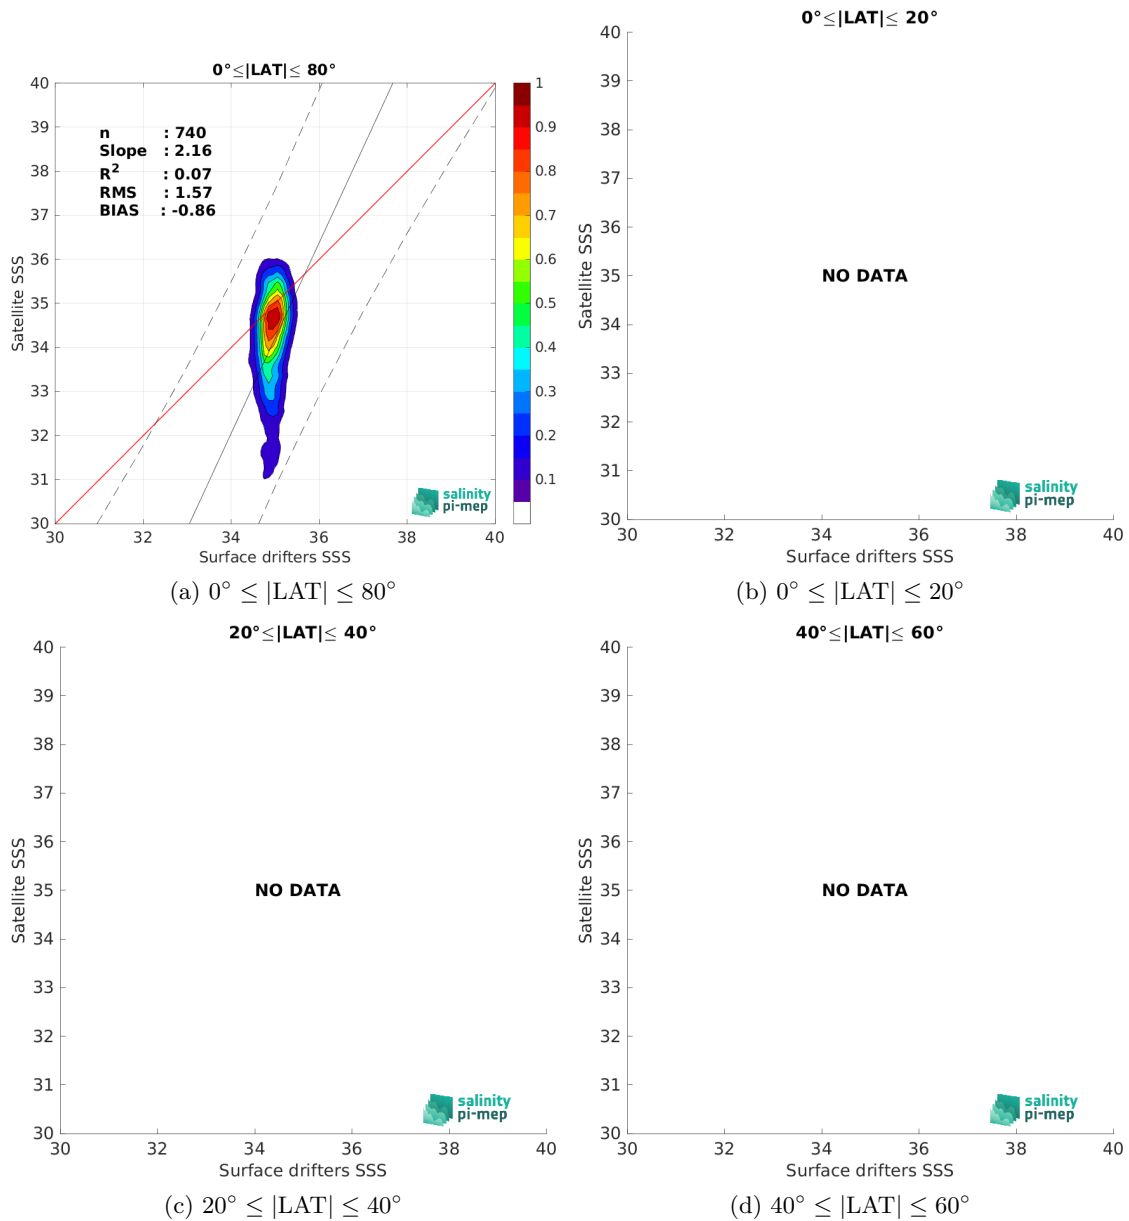 0°≤|LAT|≤ 80°
40
39
38
37
36
35
34
33
32
31
30
Satellite SSS
n : 740
Slope : 2.16
R² : 0.07
RMS : 1.57
BIAS : -0.86
salinity
pi-mep
30 32 34 36 38 40
Surface drifters SSS
1
0.9
0.8
0.7
0.6
0.5
0.4
0.3
0.2
0.1
(a) 0° ≤ |LAT| ≤ 80°
0°≤|LAT|≤ 20°
40
39
38
37
36
35
34
33
32
31
30
Satellite SSS
NO DATA
salinity
pi-mep
30 32 34 36 38 40
Surface drifters SSS
(b) 0° ≤ |LAT| ≤ 20°
20°≤|LAT|≤ 40°
40
39
38
37
36
35
34
33
32
31
30
Satellite SSS
NO DATA
salinity
pi-mep
30 32 34 36 38 40
Surface drifters SSS
(c) 20° ≤ |LAT| ≤ 40°
40°≤|LAT|≤ 60°
40
39
38
37
36
35
34
33
32
31
30
Satellite SSS
NO DATA
salinity
pi-mep
30 32 34 36 38 40
Surface drifters SSS
(d) 40° ≤ |LAT| ≤ 60°